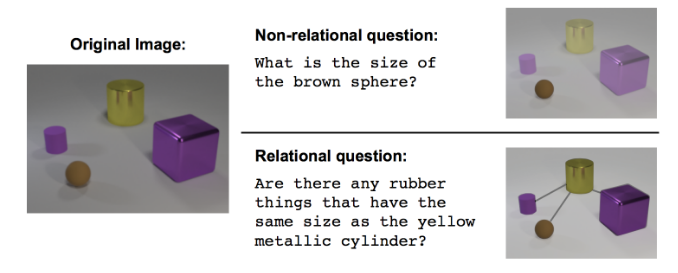 Original Image:
Non-relational question:
What is the size of
the brown sphere?
Relational question:
Are there any rubber
things that have the
same size as the yellow
metallic cylinder?